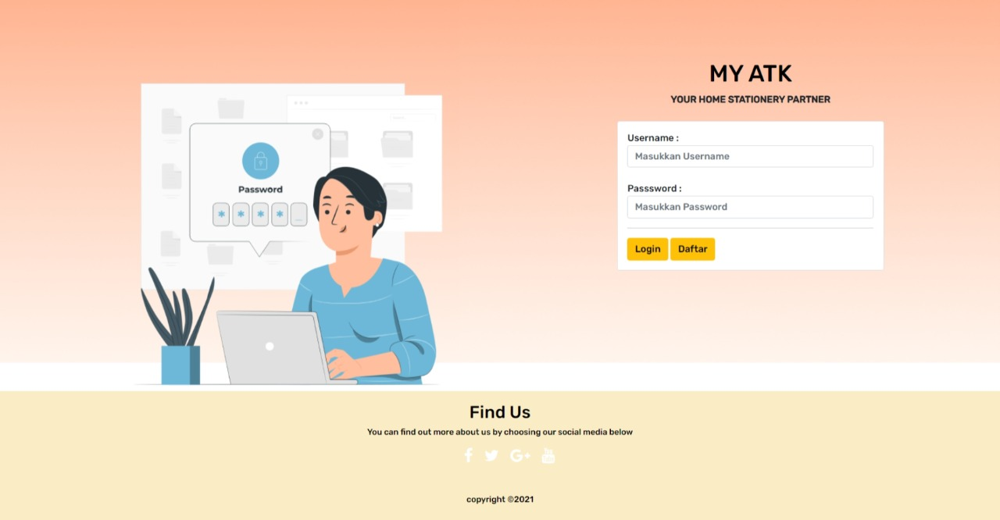 MY ATK
YOUR HOME STATIONERY PARTNER
Username :
Masukkan Username
Passsword :
Masukkan Password
Login Daftar
Password
* * * * _
Find Us
You can find out more about us by choosing our social media below
copyright ©2021